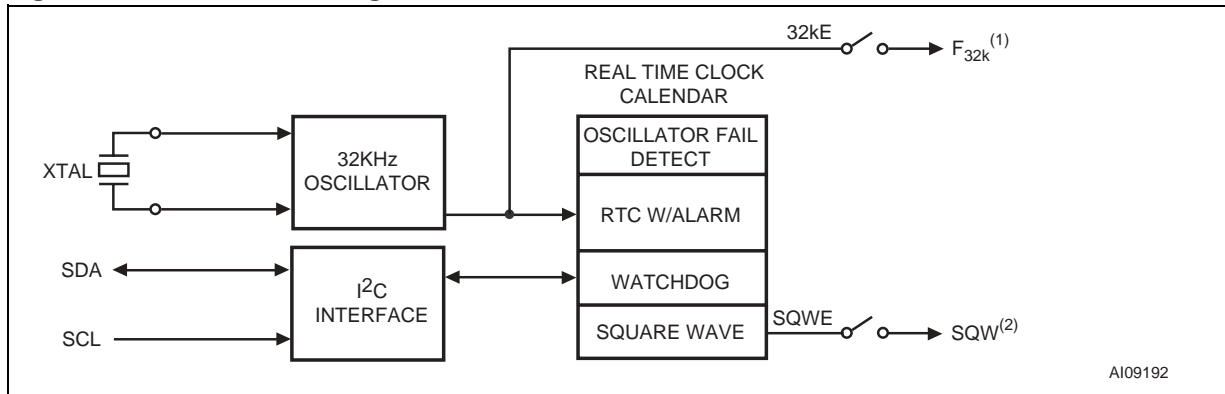 32kE
F32k(1)
REAL TIME CLOCK
CALENDAR
OSCILLATOR FAIL
DETECT
XTAL
32KHz
OSCILLATOR
RTC W/ALARM
SDA
I2C
INTERFACE
WATCHDOG
SCL
SQUARE WAVE
SQWE
SQW(2)
AI09192